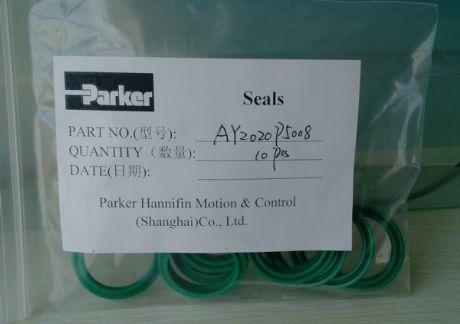 Parker
Seals
PART NO.(型号): AY2020P5008
QUANTITY（数量): 10 pcs
DATE(日期):
Parker Hannifin Motion & Control
(Shanghai)Co., Ltd.